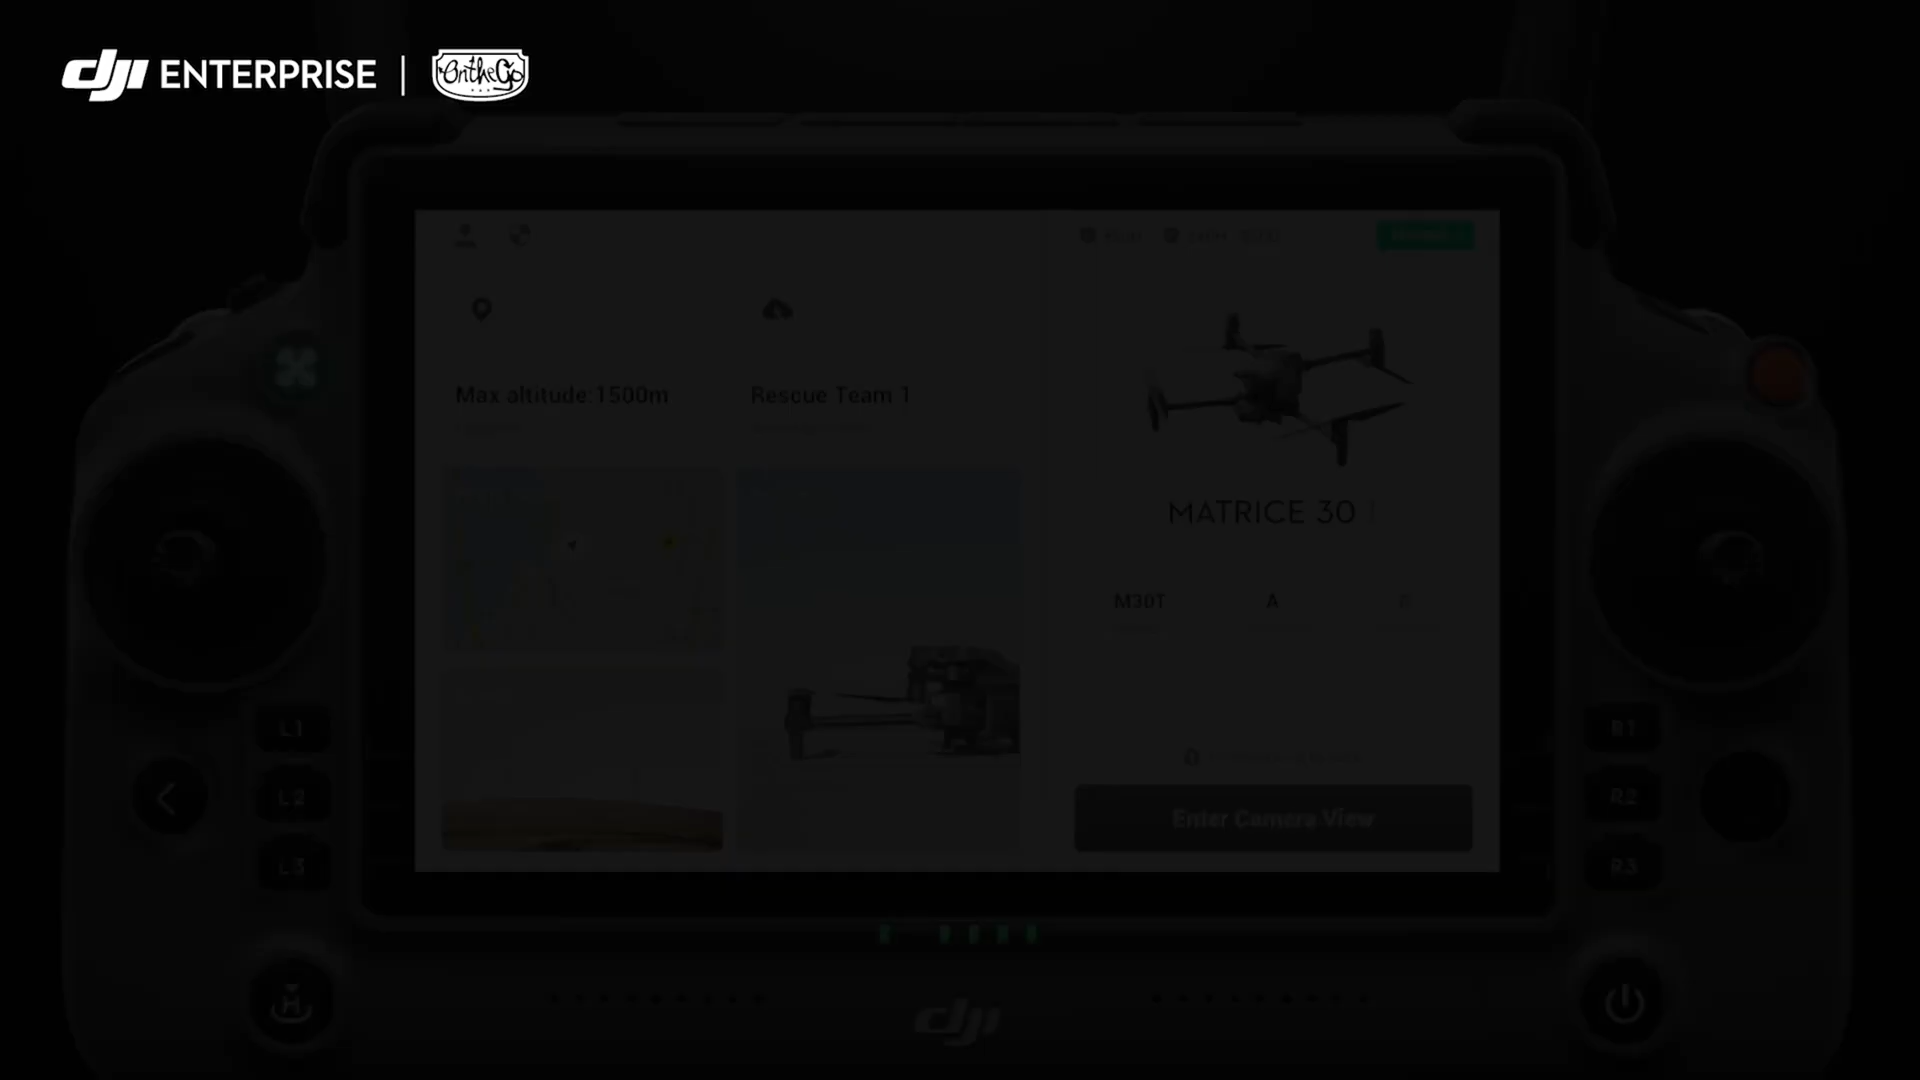 dji ENTERPRISE | OntheGo
Max altitude:1500m
Rescue Team 1
MATRICE 30
M30T
A
Enter Camera View
L1
L2
L3
R1
R2
R3
H
dji